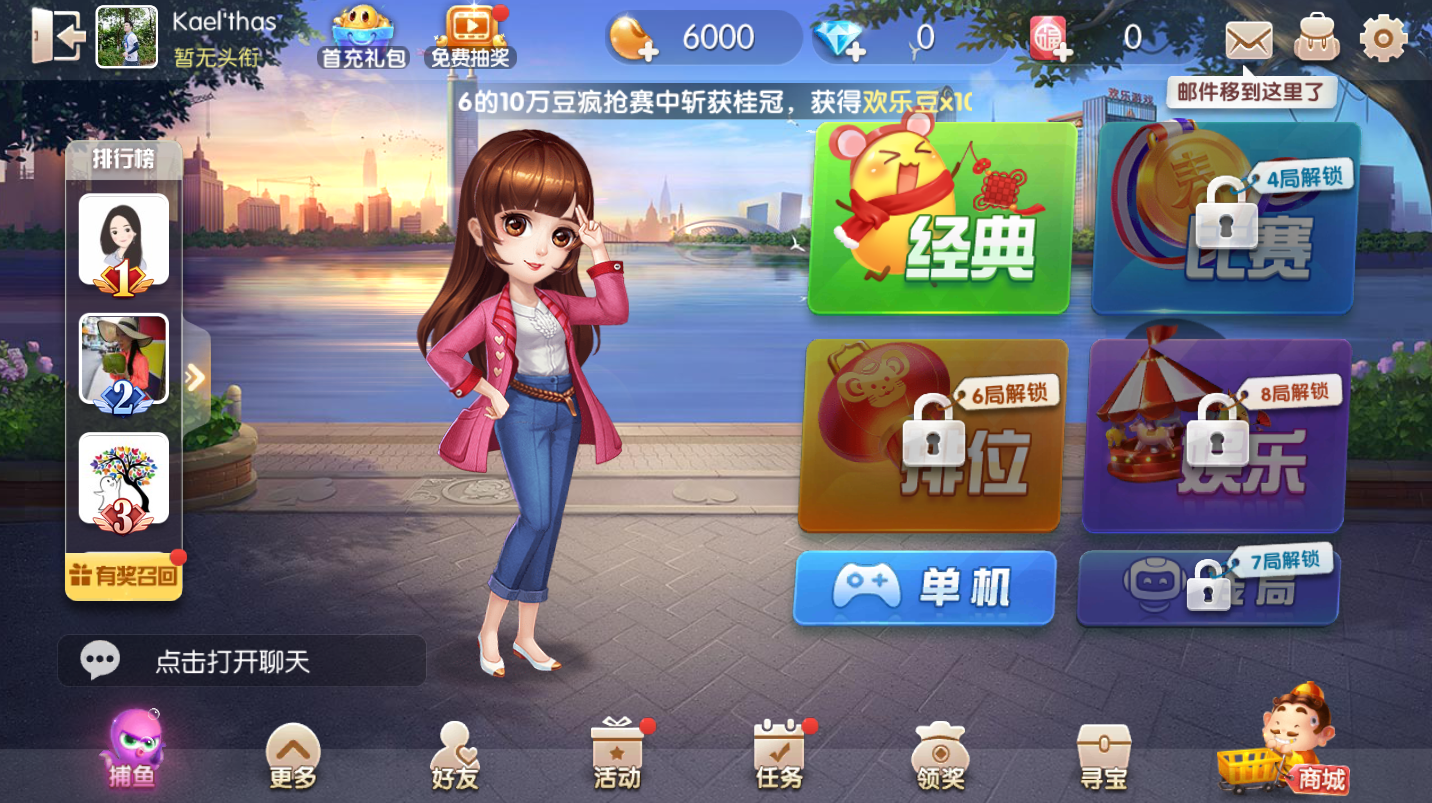 Kael'thas
暂无头衔
首充礼包
免费抽奖
6000
0
0
邮件移到这里了
6的10万豆疯抢赛中斩获桂冠，获得欢乐豆x10
欢乐游戏
排行榜
1
2
3
有奖召回
经典
4局解锁
比赛
6局解锁
排位
8局解锁
娱乐
单机
7局解锁
点击打开聊天
捕鱼
更多
好友
活动
任务
领奖
寻宝
商城